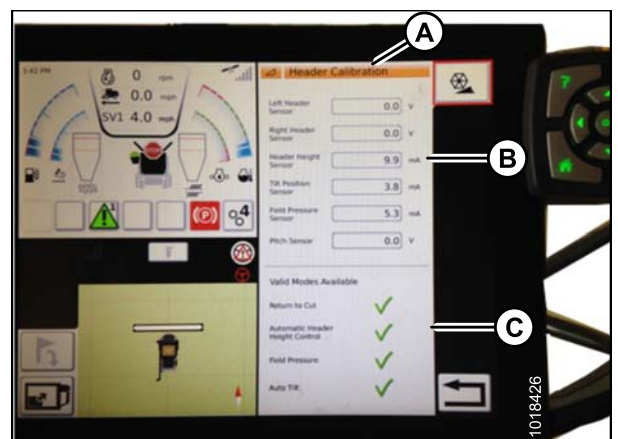 A
5:42 PM
0 rpm
0.0 mph
SV1 4.0 mph
1
(P)
4
Header Calibration
Left Header Sensor 0.0 V
Right Header Sensor 0.0 V
Header Height Sensor 9.9 mA
B
Tilt Position Sensor 3.8 mA
Field Pressure Sensor 5.3 mA
Pitch Sensor 0.0 V
Valid Modes Available
Return to Cut
Automatic Header Height Control
C
Field Pressure
Auto Tilt
?
1018426